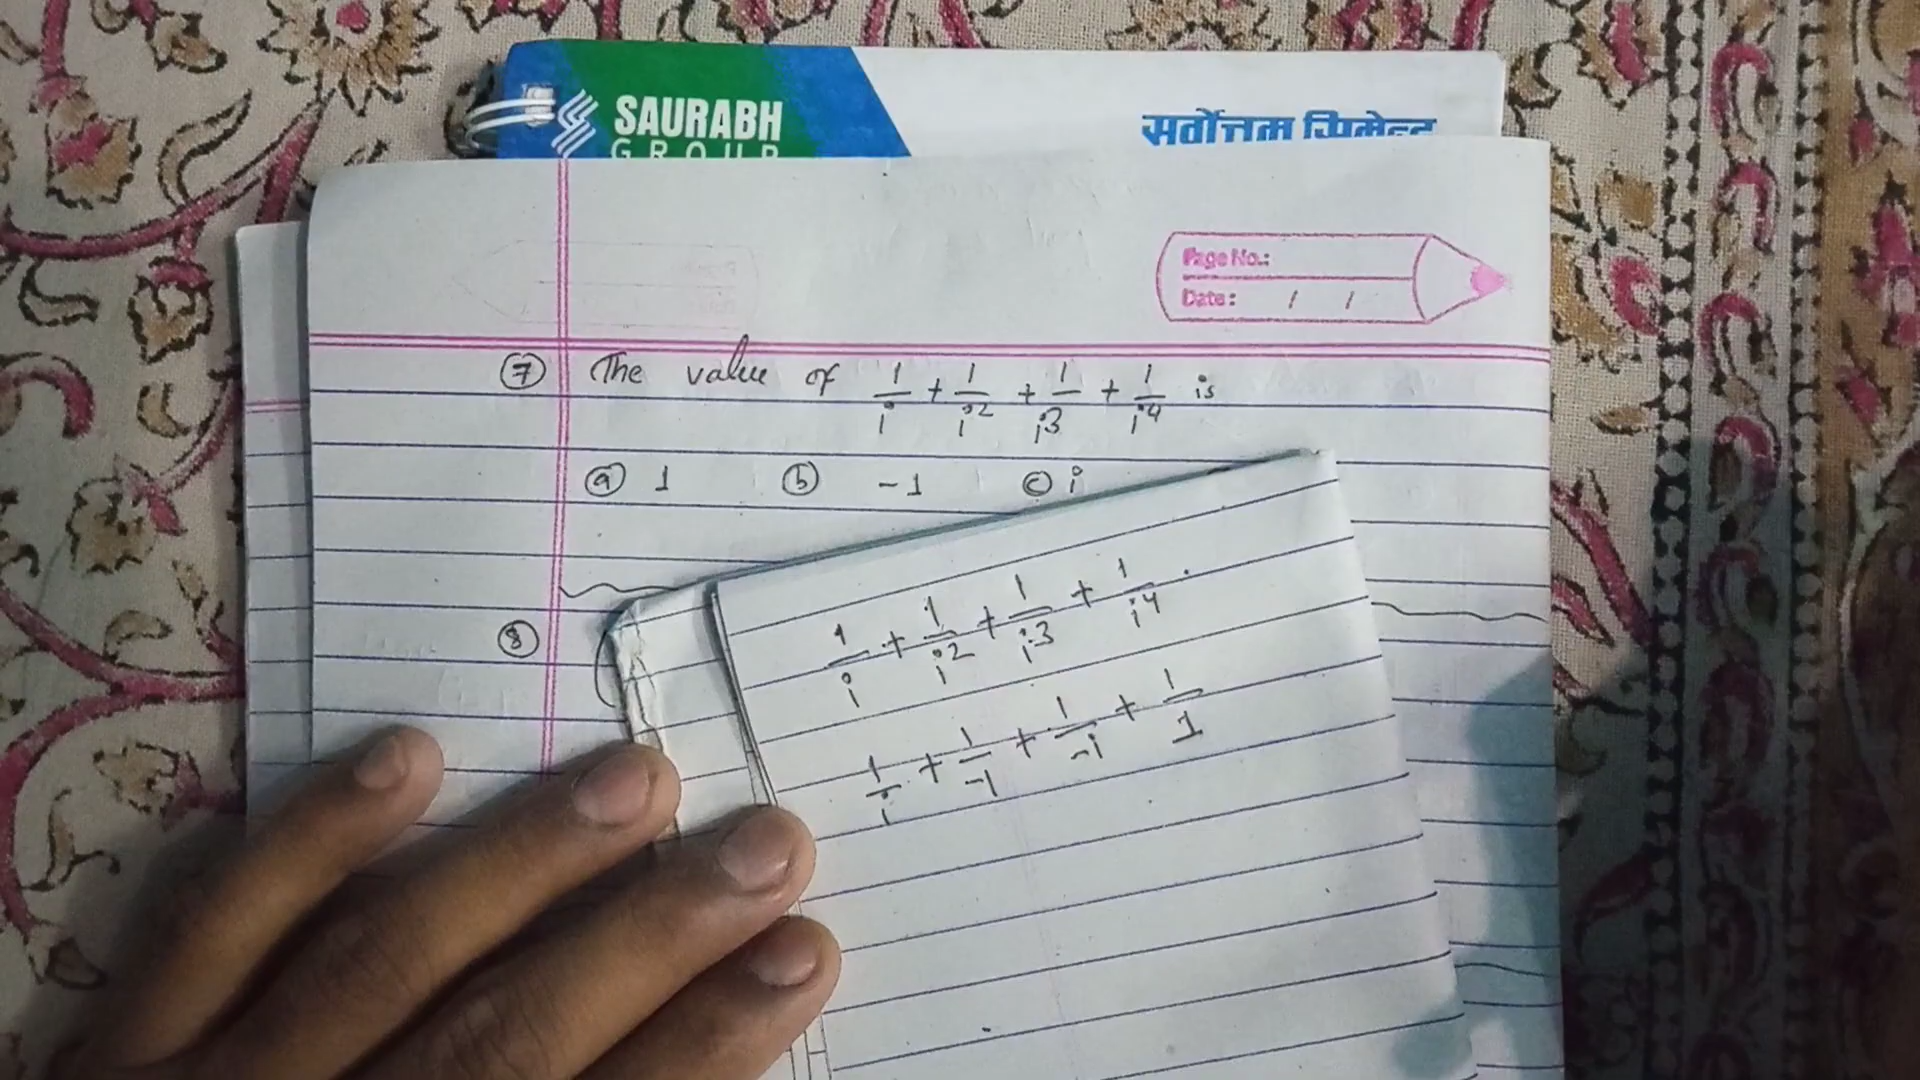 SAURABH
GROUP
सर्वोत्तम सिमेन्ट
Page No.:
Date: / /
⑦ The value of 1/i + 1/i² + 1/i³ + 1/i⁴ is
ⓐ 1 ⓑ -1 ⓒ i
1/i + 1/i² + 1/i³ + 1/i⁴
1/i + 1/-1 + 1/-i + 1/1
⑧